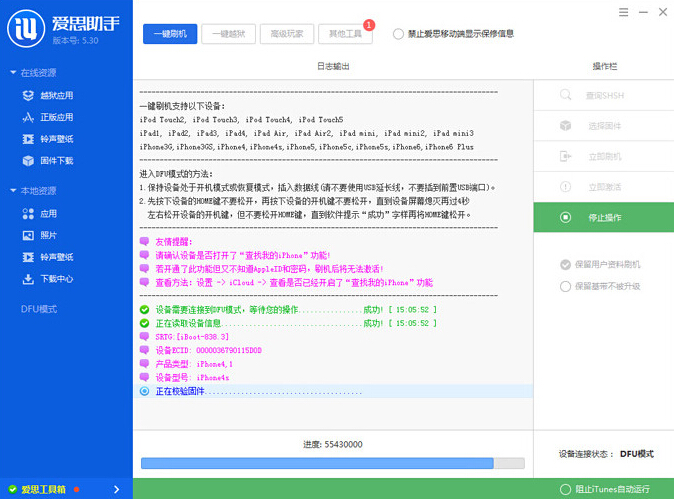 爱思助手
版本号: 5.30
一键刷机
一键越狱
高级玩家
其他工具
1
禁止爱思移动端显示保修信息
在线资源
越狱应用
正版应用
铃声壁纸
固件下载
本地资源
应用
照片
铃声壁纸
下载中心
DFU模式
爱思工具箱
日志输出
一键刷机支持以下设备:
iPod Touch2, iPod Touch3, iPod Touch4, iPod Touch5
iPad1, iPad2, iPad3, iPad4, iPad Air, iPad Air2, iPad mini, iPad mini2, iPad mini3
iPhone3G,iPhone3GS,iPhone4,iPhone4s,iPhone5,iPhone5c,iPhone5s,iPhone6,iPhone6 Plus
进入DFU模式的方法:
1.保持设备处于开机模式或恢复模式，插入数据线(请不要使用USB延长线，不要插到前置USB端口)。
2.先按下设备的HOME键不要松开，再按下设备的开机键不要松开，直到设备屏幕熄灭再过4秒
左右松开设备的开机键，但不要松开HOME键，直到软件提示“成功”字样再将HOME键松开。
友情提醒:
请确认设备是否打开了“查找我的iPhone”功能!
若开通了此功能但又不知道AppleID和密码，刷机后将无法激活!
查看方法: 设置 -> iCloud -> 查看是否已经开启了“查找我的iPhone”功能
设备需要连接到DFU模式，等待您的操作................成功! [ 15:05:52 ]
正在读取设备信息...................................成功! [ 15:05:52 ]
SRTG:[iBoot-838.3]
设备ECID: 0000036790115D0D
产品类型: iPhone4,1
设备型号: iPhone4s
正在校验固件.......................................
进度: 55430000
操作栏
查询SHSH
选择固件
立即刷机
立即激活
停止操作
保留用户资料刷机
保留基带不被升级
设备连接状态： DFU模式
阻止iTunes自动运行